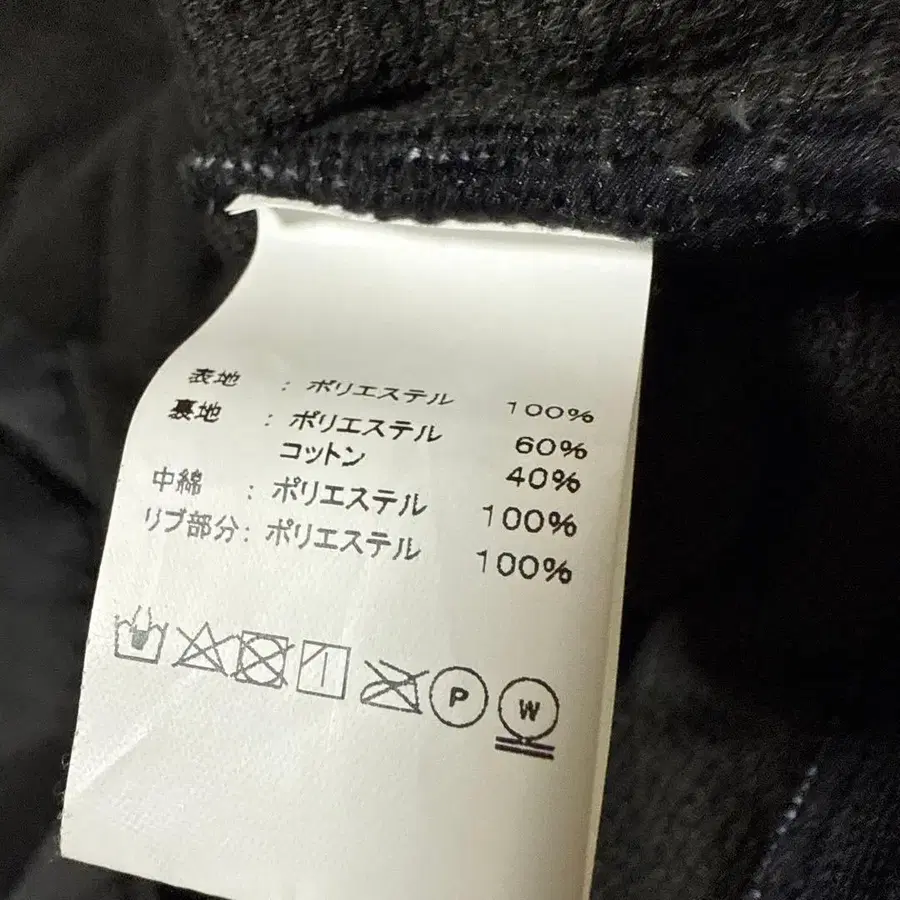 表地 : ポリエステル 100%
裏地 : ポリエステル 60%
コットン 40%
中綿 : ポリエステル 100%
リブ部分: ポリエステル 100%
P W